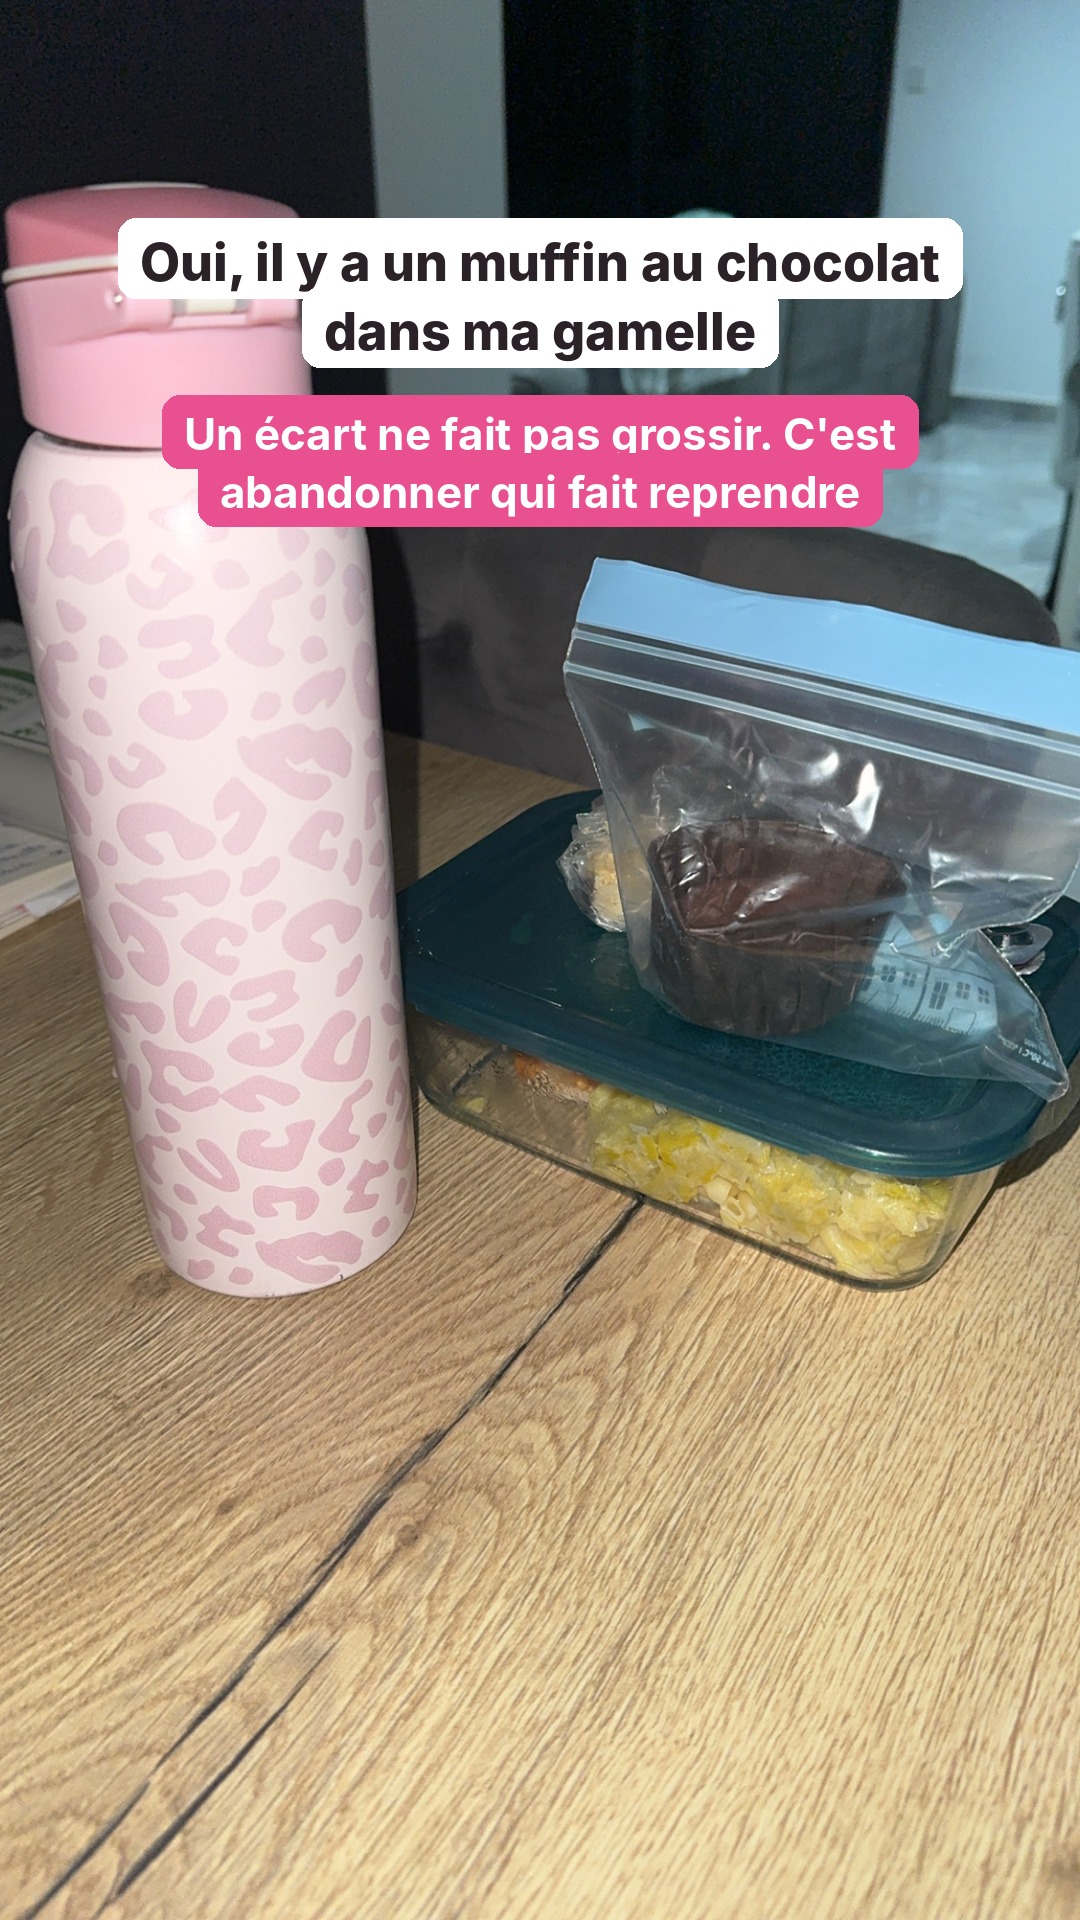 Oui, il y a un muffin au chocolat
dans ma gamelle
Un écart ne fait pas grossir. C'est
abandonner qui fait reprendre